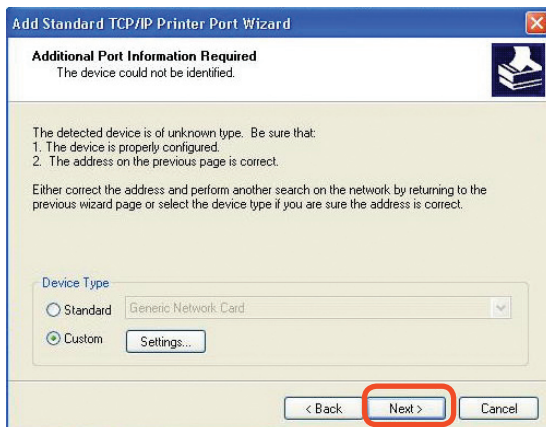 Add Standard TCP/IP Printer Port Wizard
Additional Port Information Required
The device could not be identified.
The detected device is of unknown type.  Be sure that:
1. The device is properly configured.
2.  The address on the previous page is correct.
Either correct the address and perform another search on the network by returning to the
previous wizard page or select the device type if you are sure the address is correct.
Device Type
Standard
Generic Network Card
Custom
Settings...
< Back
Next >
Cancel